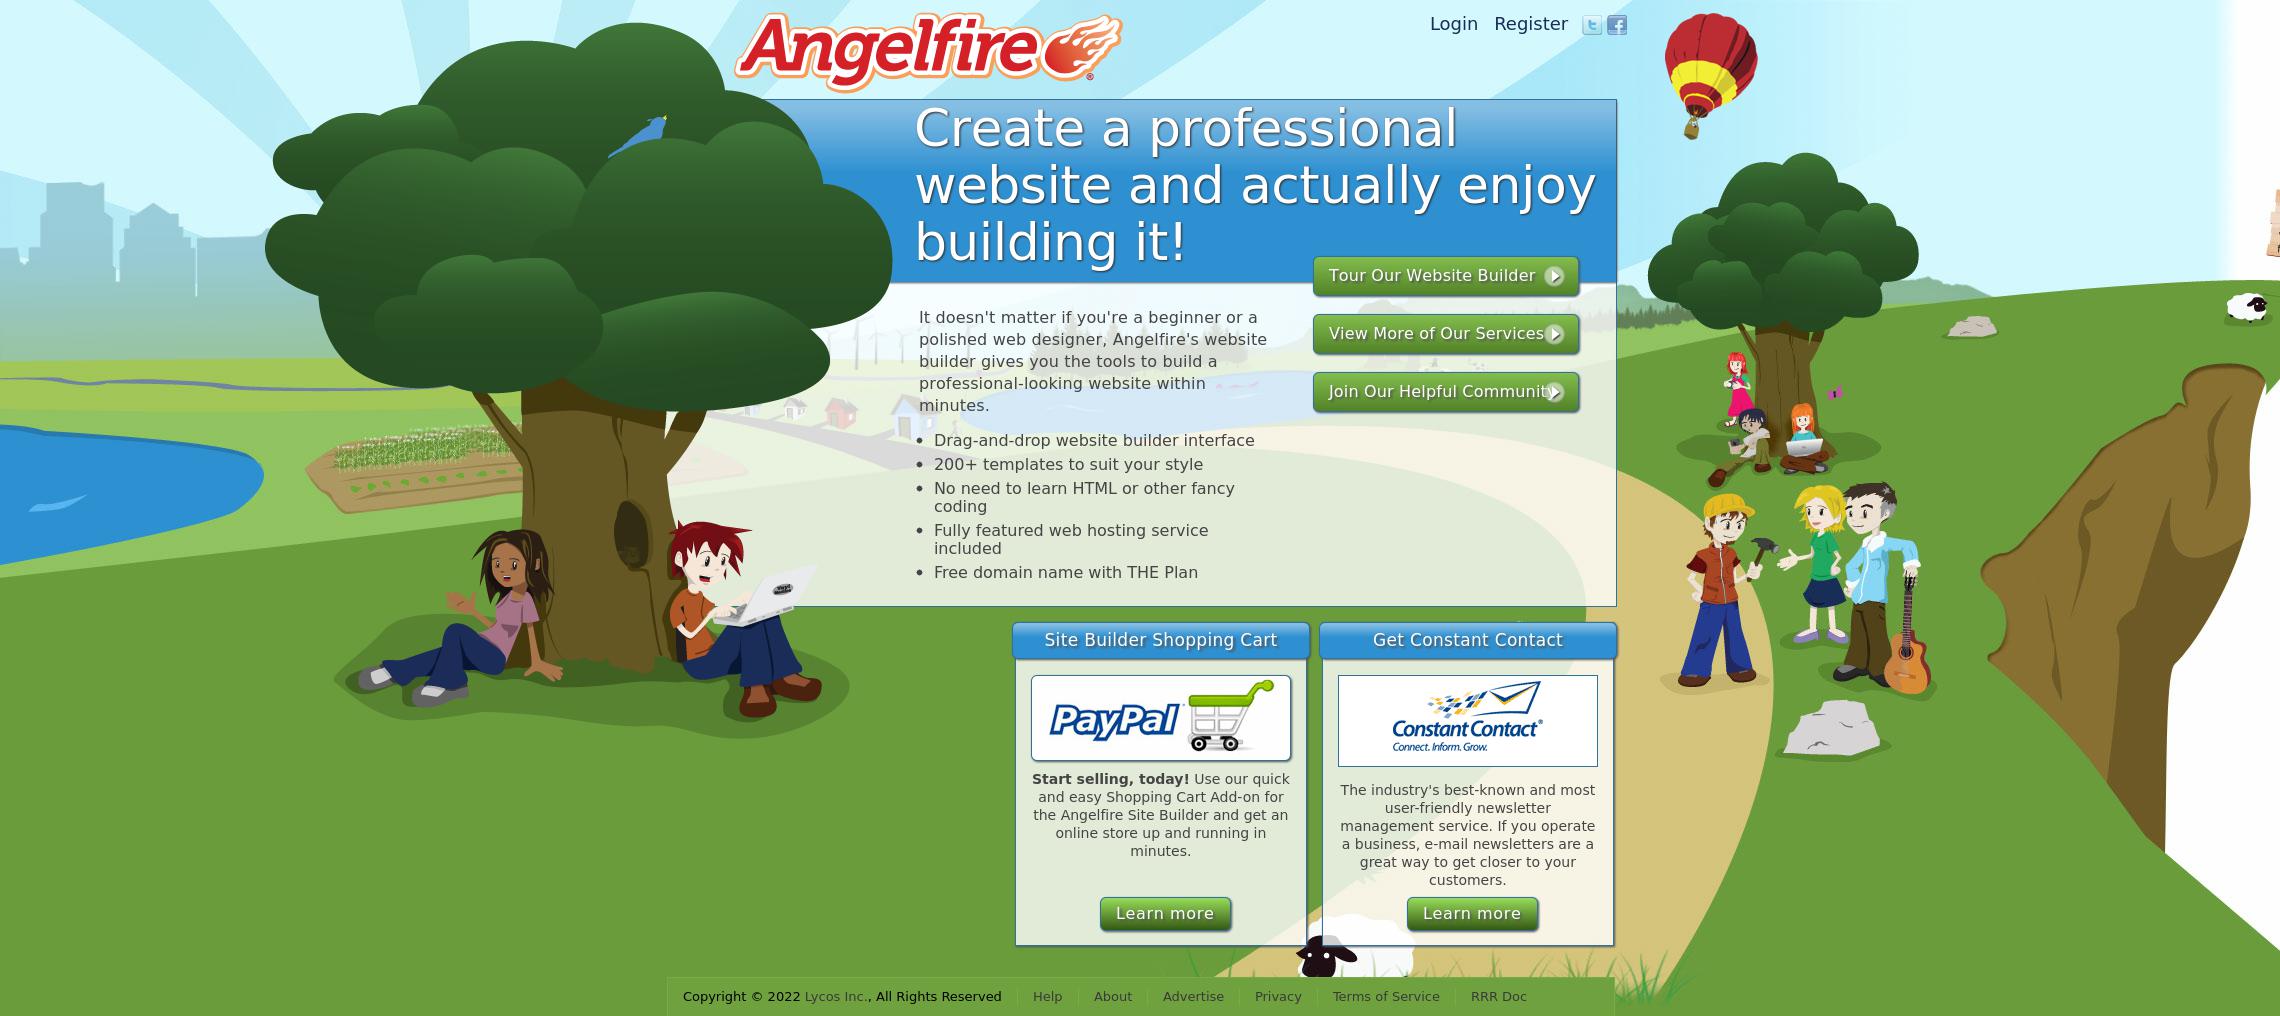 Angelfire
Login Register
Create a professional
website and actually enjoy
building it!
Tour Our Website Builder
View More of Our Services
Join Our Helpful Community
It doesn't matter if you're a beginner or a
polished web designer, Angelfire's website
builder gives you the tools to build a
professional-looking website within
minutes.
• Drag-and-drop website builder interface
• 200+ templates to suit your style
• No need to learn HTML or other fancy
coding
• Fully featured web hosting service
included
• Free domain name with THE Plan
Site Builder Shopping Cart
PayPal
Start selling, today! Use our quick
and easy Shopping Cart Add-on for
the Angelfire Site Builder and get an
online store up and running in
minutes.
Learn more
Get Constant Contact
Constant Contact®
Connect. Inform. Grow.
The industry's best-known and most
user-friendly newsletter
management service. If you operate
a business, e-mail newsletters are a
great way to get closer to your
customers.
Learn more
Copyright © 2022 Lycos Inc., All Rights Reserved Help About Advertise Privacy Terms of Service RRR Doc